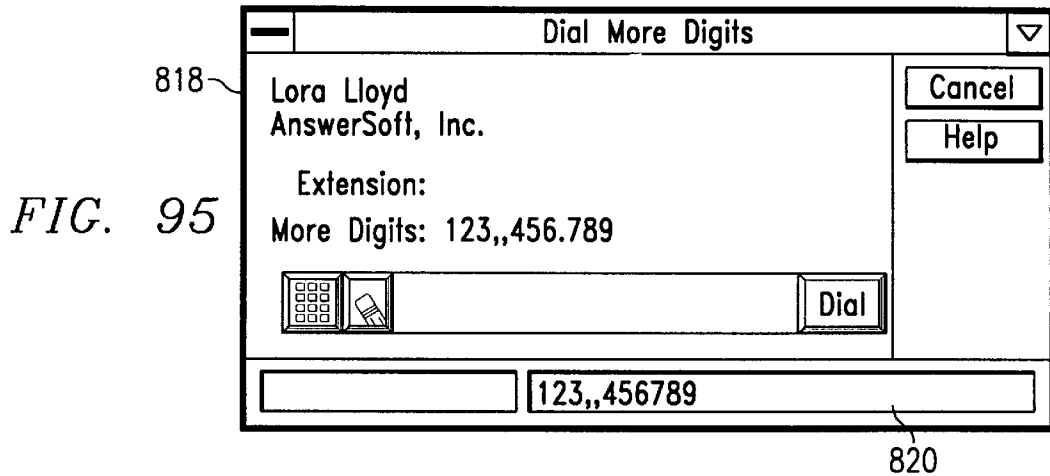 Dial More Digits
818
Lora Lloyd
AnswerSoft, Inc.
Cancel
Help
Extension:
FIG. 95
More Digits: 123,,456.789
Dial
123,,456789
820